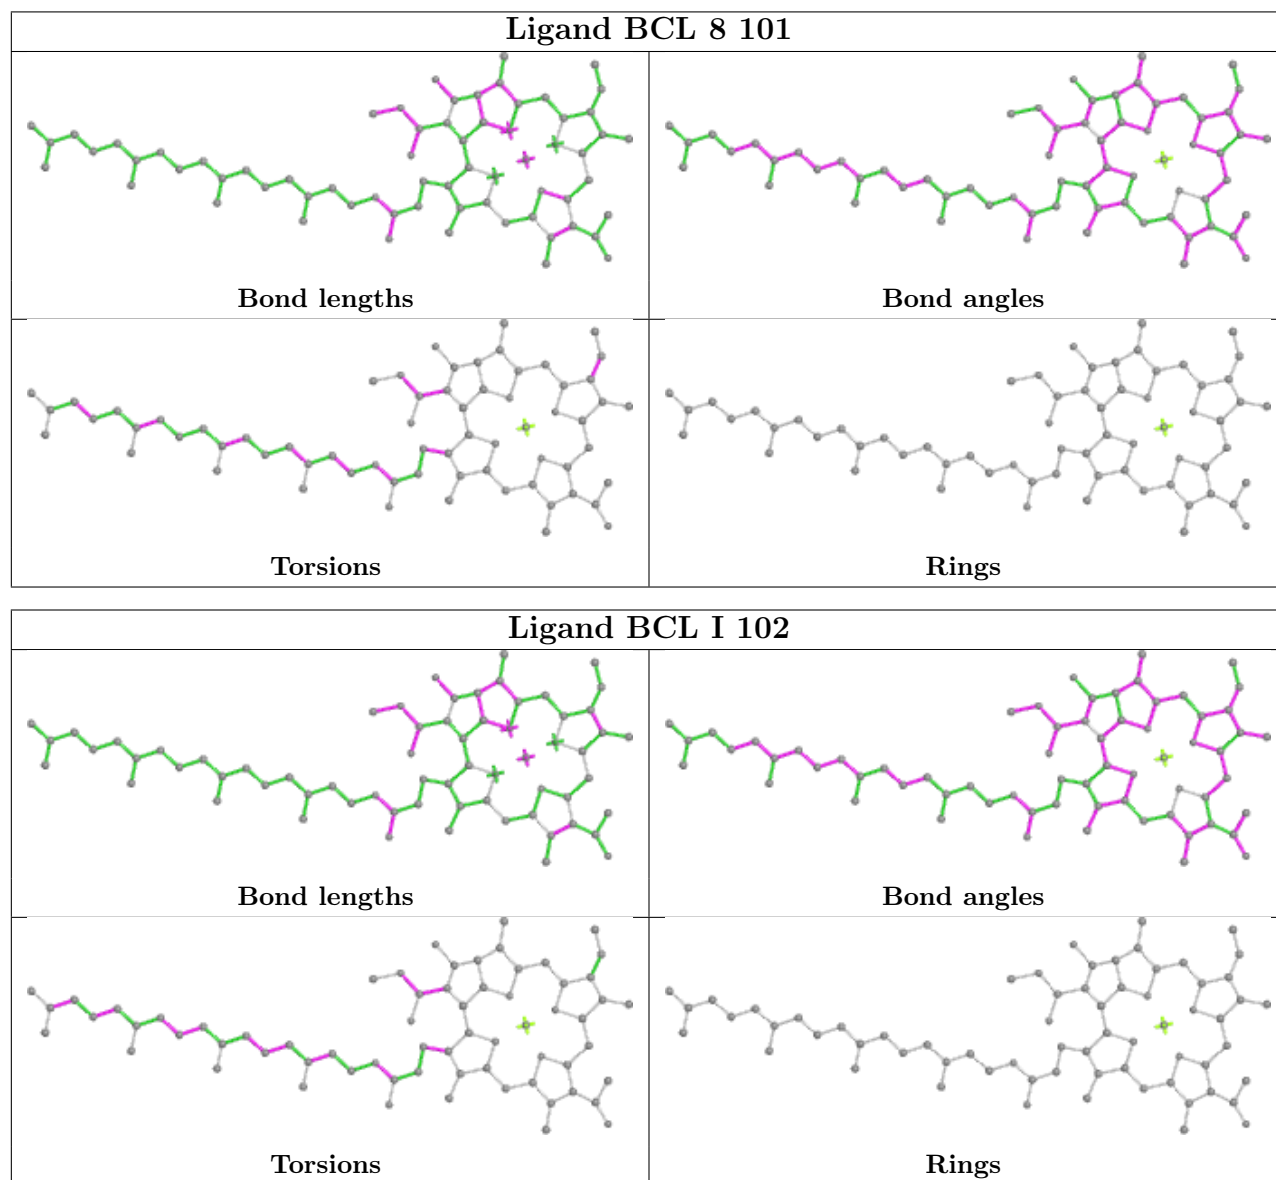 Ligand BCL 8 101
Bond lengths
Bond angles
Torsions
Rings
Ligand BCL I 102
Bond lengths
Bond angles
Torsions
Rings